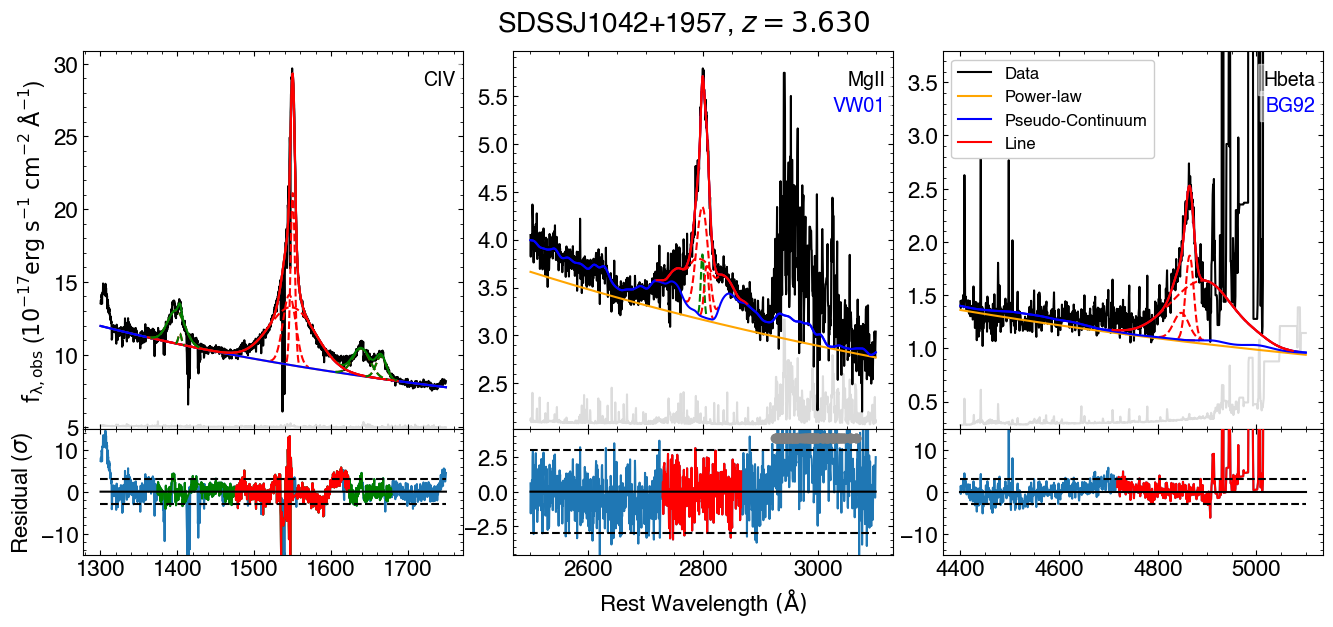 SDSSJ1042+1957, z = 3.630
f_λ,obs (10⁻¹⁷erg s⁻¹ cm⁻² Å⁻¹)
30
25
20
15
10
5
CIV
5.5
5.0
4.5
4.0
3.5
3.0
2.5
MgII
VW01
3.5
3.0
2.5
2.0
1.5
1.0
0.5
Data
Power-law
Pseudo-Continuum
Line
Hbeta
BG92
Residual (σ)
10
0
−10
1300 1400 1500 1600 1700
2.5
0.0
−2.5
2600 2800 3000
10
0
−10
4400 4600 4800 5000
Rest Wavelength (Å)